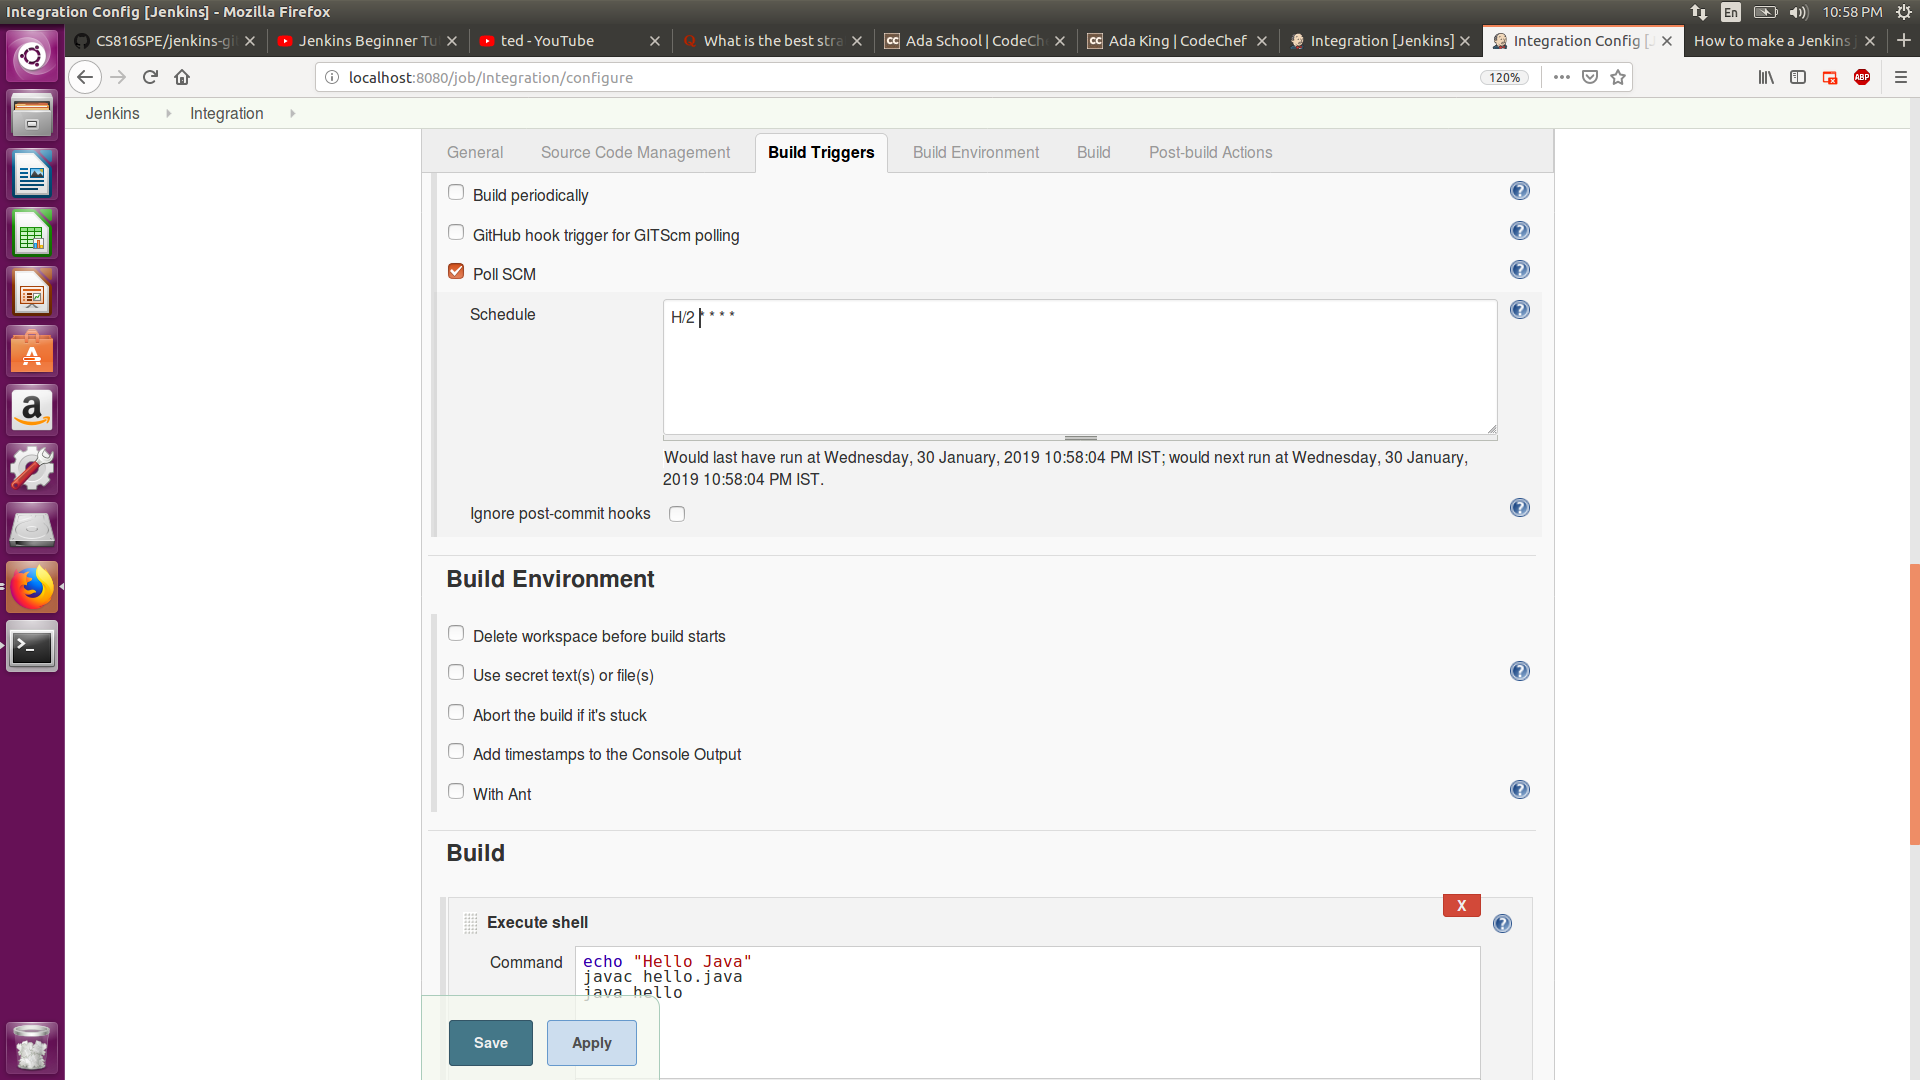 Integration Config [Jenkins] - Mozilla Firefox
En
10:58 PM
CS816SPE/jenkins-gi
Jenkins Beginner Tu
ted - YouTube
What is the best stra
Ada School | CodeCh
Ada King | CodeChef
Integration [Jenkins]
Integration Config [J
How to make a Jenkins
localhost:8080/job/Integration/configure
120%
ABP
Jenkins
Integration
General
Source Code Management
Build Triggers
Build Environment
Build
Post-build Actions
Build periodically
GitHub hook trigger for GITScm polling
Poll SCM
Schedule
H/2 * * * *
Would last have run at Wednesday, 30 January, 2019 10:58:04 PM IST; would next run at Wednesday, 30 January,
2019 10:58:04 PM IST.
Ignore post-commit hooks
Build Environment
Delete workspace before build starts
Use secret text(s) or file(s)
Abort the build if it's stuck
Add timestamps to the Console Output
With Ant
Build
X
Execute shell
Command
echo "Hello Java"
javac hello.java
java hello
Save
Apply